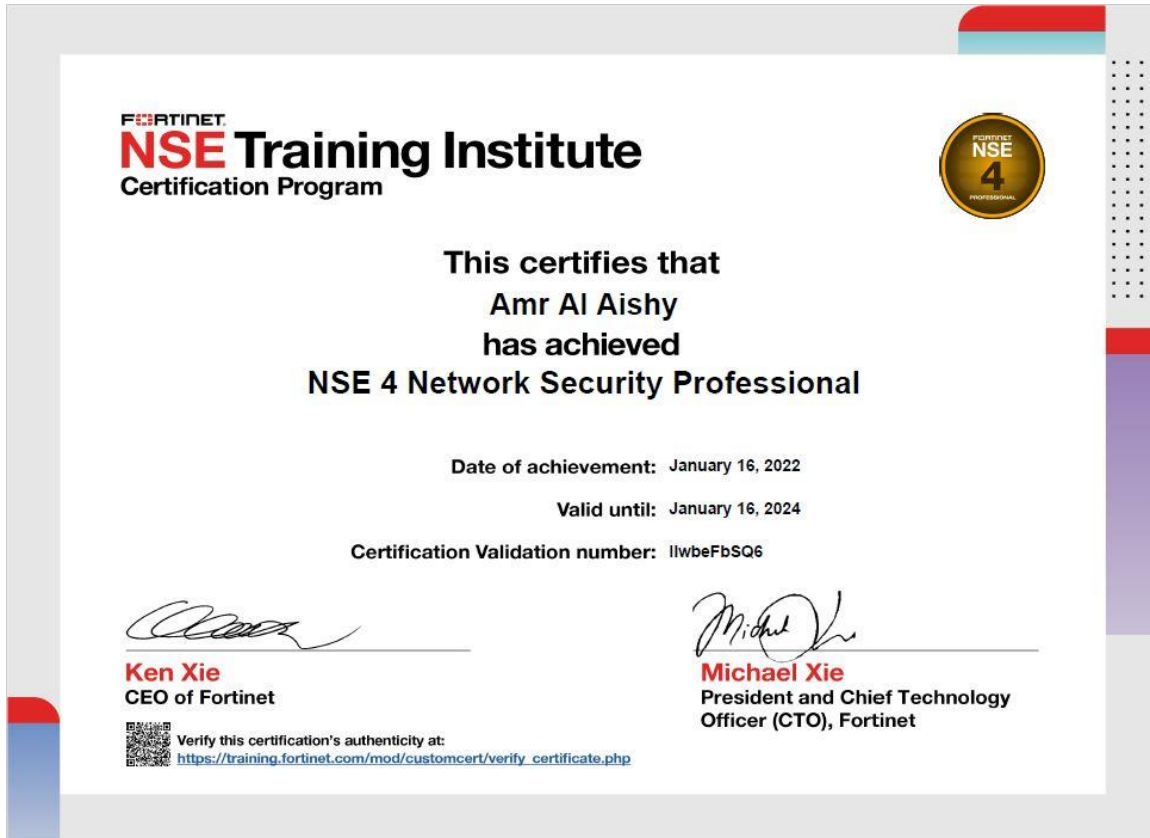 FORTINET
NSE Training Institute
Certification Program
FORTINET
NSE
4
PROFESSIONAL
This certifies that
Amr Al Aishy
has achieved
NSE 4 Network Security Professional
Date of achievement: January 16, 2022
Valid until: January 16, 2024
Certification Validation number:
Ken Xie
CEO of Fortinet
Michael Xie
President and Chief Technology
Officer (CTO), Fortinet
Verify this certification's authenticity at:
https://training.fortinet.com/mod/customcert/verify_certificate.php